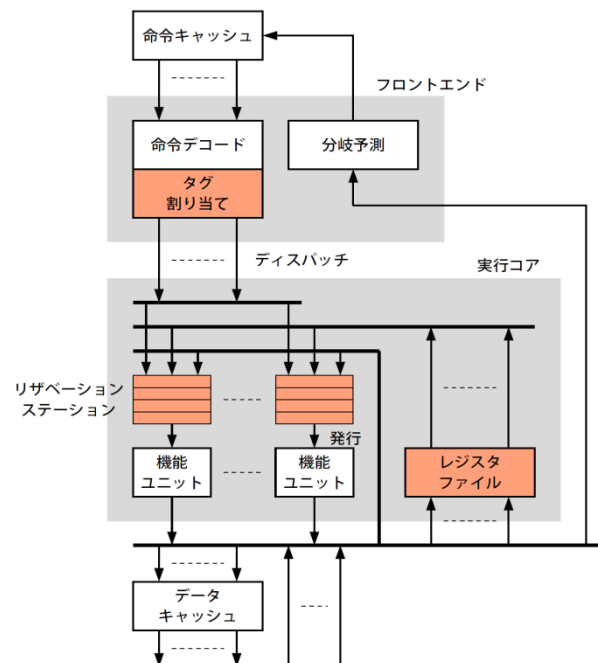 命令キャッシュ
フロントエンド
命令デコード
分岐予測
タグ
割り当て
ディスパッチ
実行コア
リザベーション
ステーション
発行
機能
ユニット
機能
ユニット
レジスタ
ファイル
データ
キャッシュ